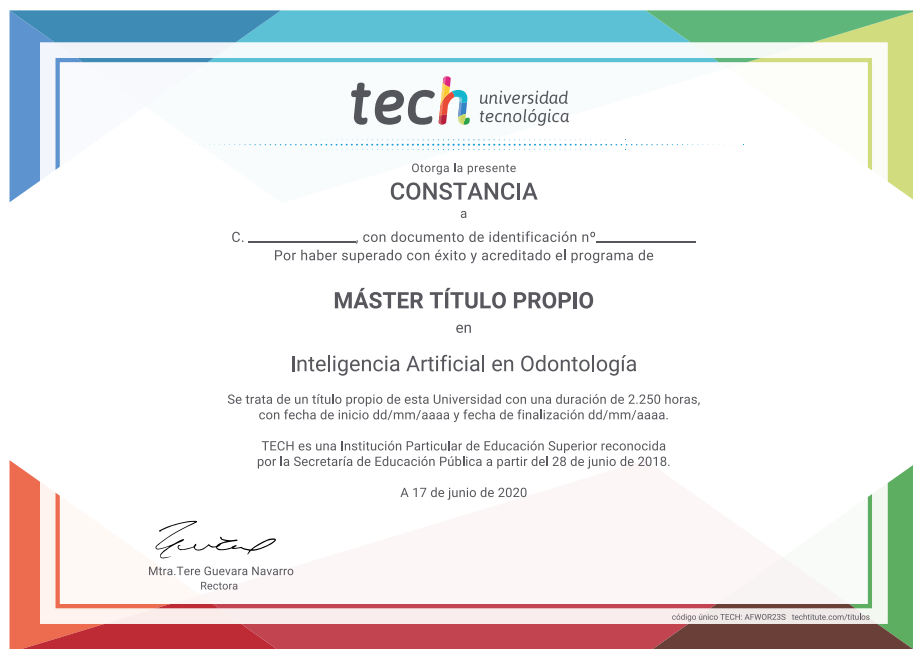 tech universidad
tecnológica
Otorga la presente
CONSTANCIA
a
C. ____________, con documento de identificación nº____________
Por haber superado con éxito y acreditado el programa de
MÁSTER TÍTULO PROPIO
en
Inteligencia Artificial en Odontología
Se trata de un título propio de esta Universidad con una duración de 2.250 horas,
con fecha de inicio dd/mm/aaaa y fecha de finalización dd/mm/aaaa.
TECH es una Institución Particular de Educación Superior reconocida
por la Secretaría de Educación Pública a partir del 28 de junio de 2018.
A 17 de junio de 2020
Mtra.Tere Guevara Navarro
Rectora
código único TECH: AFWOR23S techtitute.com/titulos